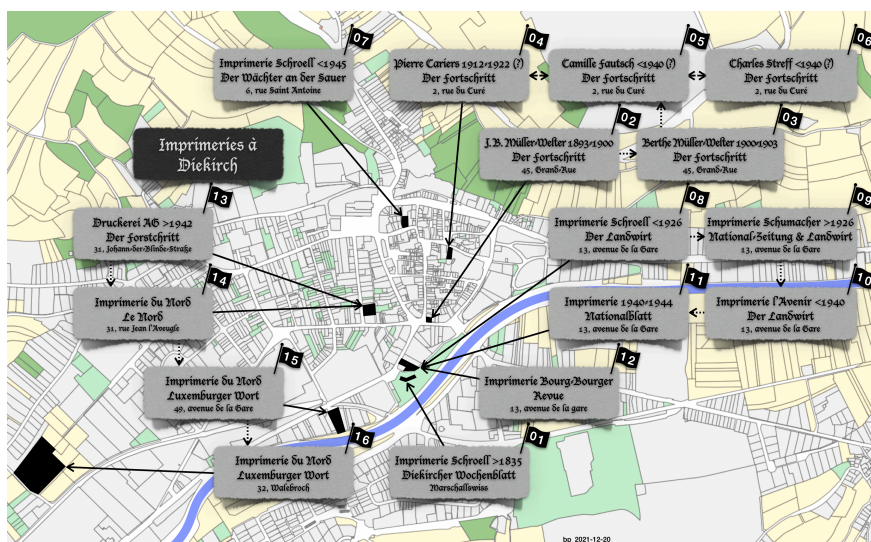 07
Imprimerie Schroell <1945
Der Wächter an der Sauer
6, rue Saint Antoine
04
Pierre Cariers 1912-1922 (?)
Der Fortschritt
2, rue du Curé
05
Camille Fautsch <1940 (?)
Der Fortschritt
2, rue du Curé
06
Charles Streff <1940 (?)
Der Fortschritt
2, rue du Curé
Imprimeries à
Diekirch
02
J.B. Müller-Welter 1893-1900
Der Fortschritt
45, Grand-Rue
03
Berthe Müller-Welter 1900-1903
Der Fortschritt
45, Grand-Rue
13
Druckerei AG >1942
Der Forstchritt
31, Johann-der-Blinde-Straße
08
Imprimerie Schroell <1926
Der Landwirt
13, avenue de la Gare
09
Imprimerie Schumacher >1926
National-Zeitung & Landwirt
13, avenue de la Gare
14
Imprimerie du Nord
Le Nord
31, rue Jean l'Aveugle
11
Imprimerie 1940-1944
Nationalblatt
13, avenue de la Gare
10
Imprimerie l'Avenir <1940
Der Landwirt
13, avenue de la Gare
15
Imprimerie du Nord
Luxemburger Wort
49, avenue de la Gare
12
Imprimerie Bourg-Bourger
Revue
13, avenue de la gare
16
Imprimerie du Nord
Luxemburger Wort
32, Walebroch
01
Imprimerie Schroell >1835
Diekircher Wochenblatt
Marschallswiss
bp 2021-12-20